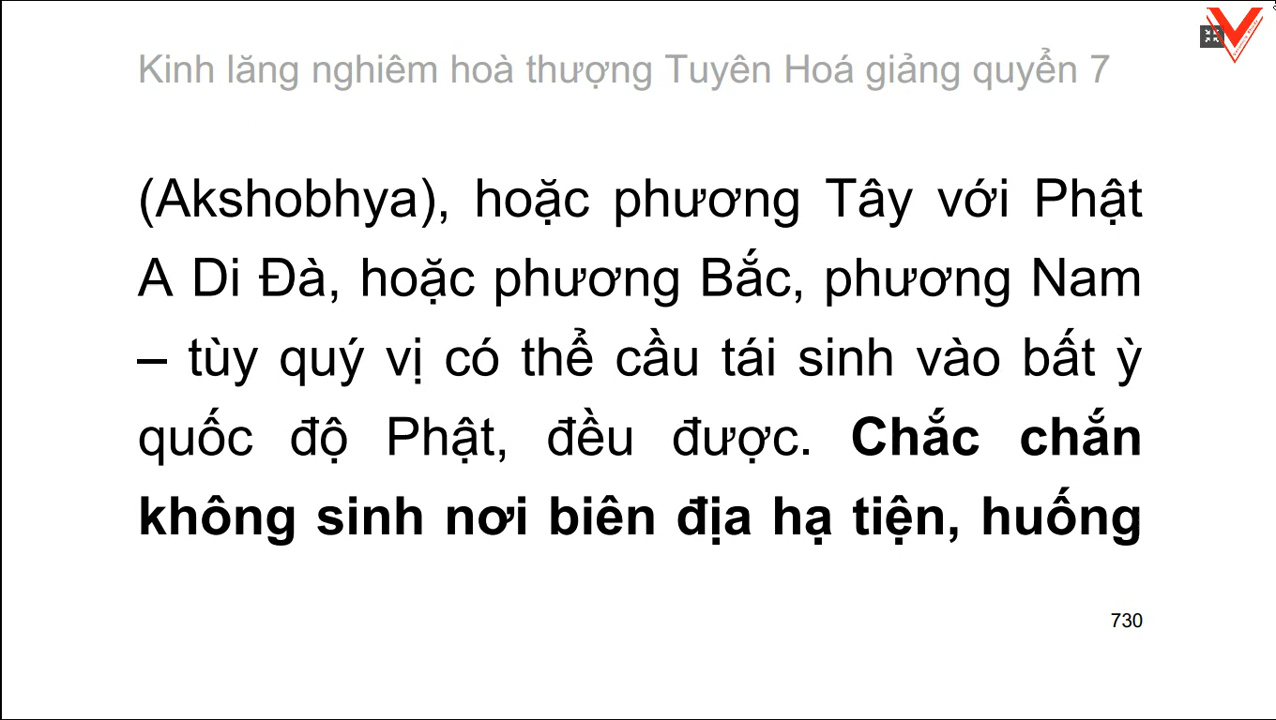 Kinh lăng nghiêm hoà thượng Tuyên Hoá giảng quyển 7
(Akshobhya), hoặc phương Tây với Phật
A Di Đà, hoặc phương Bắc, phương Nam
– tùy quý vị có thể cầu tái sinh vào bất ỳ
quốc độ Phật, đều được. Chắc chắn
không sinh nơi biên địa hạ tiện, huống
730